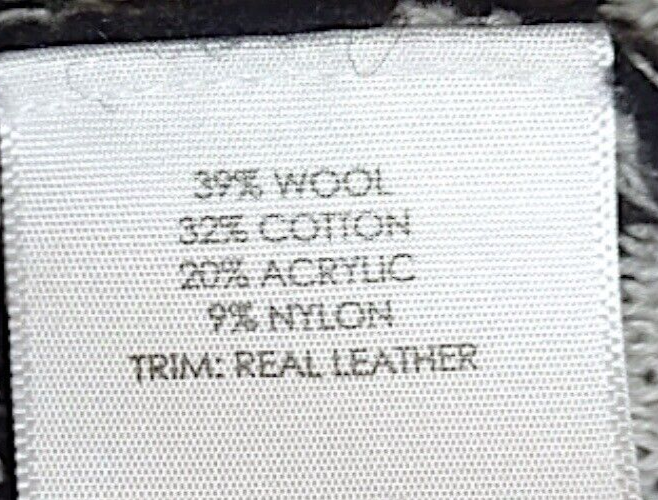 39% WOOL
32% COTTON
20% ACRYLIC
9% NYLON
TRIM: REAL LEATHER